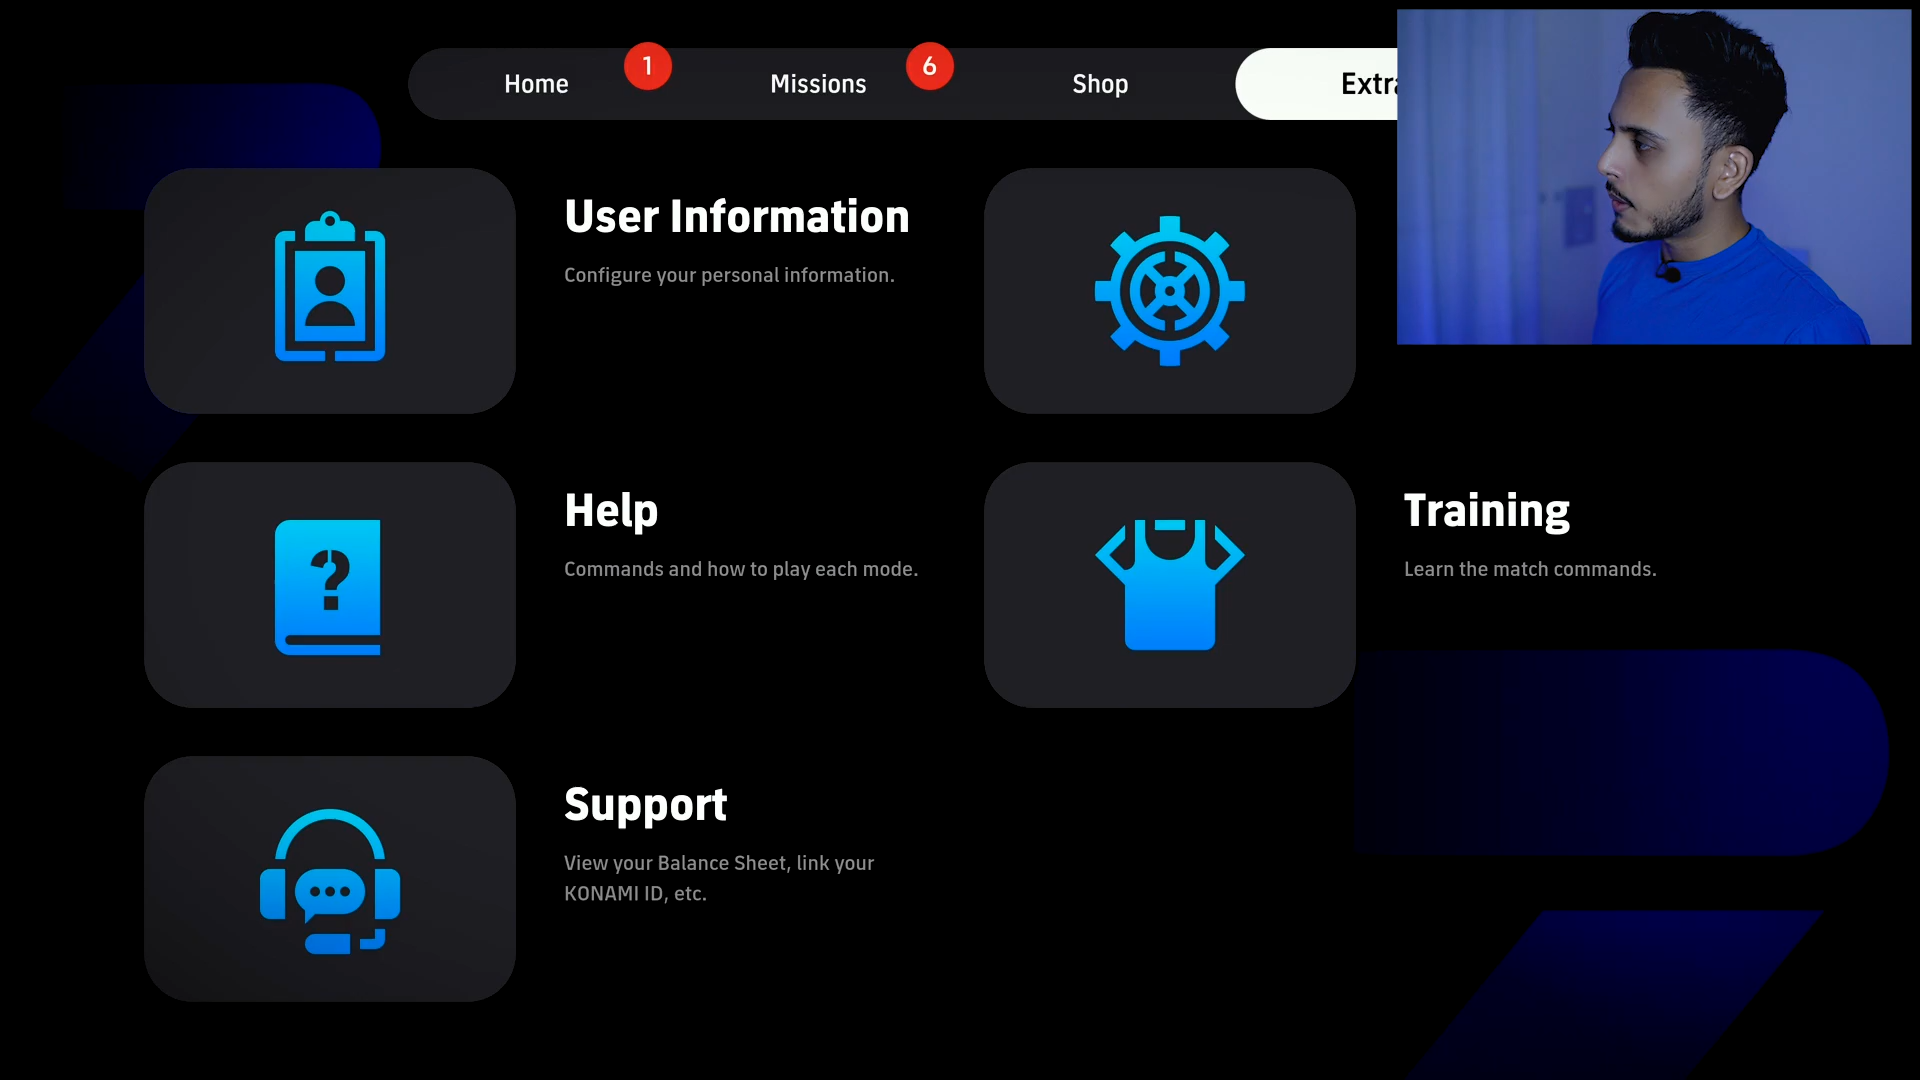 Home
1
Missions
6
Shop
Extra
User Information
Configure your personal information.
Help
Commands and how to play each mode.
Training
Learn the match commands.
Support
View your Balance Sheet, link your
KONAMI ID, etc.